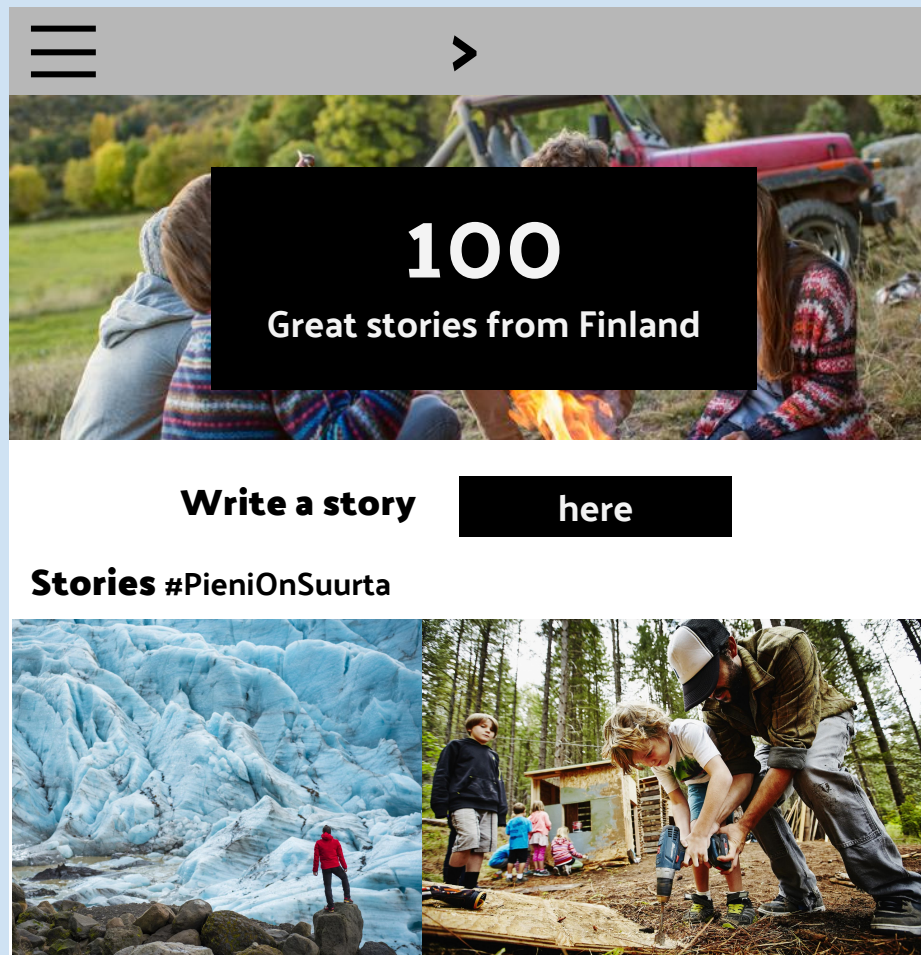 >
100
Great stories from Finland
Write a story
here
Stories #PieniOnSuurta